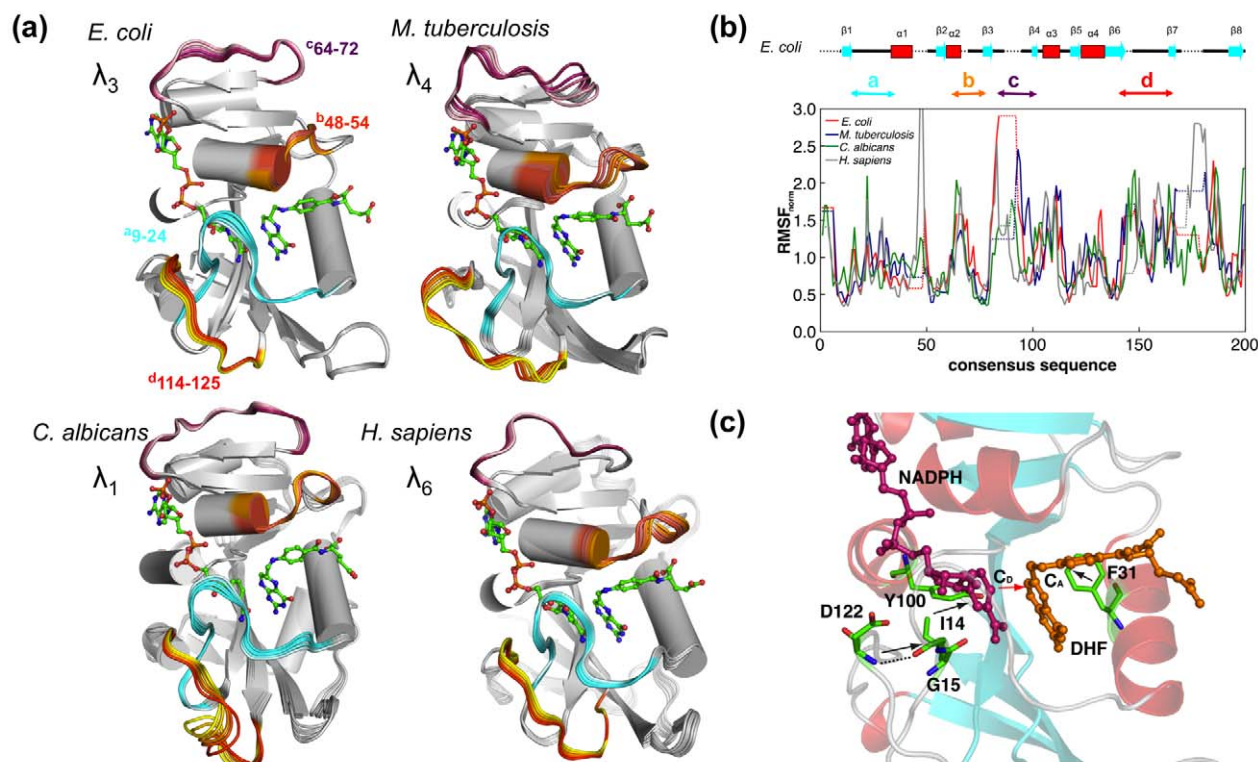 (a)
E. coli
λ3
c64-72
b48-54
a9-24
d114-125
M. tuberculosis
λ4
C. albicans
λ1
H. sapiens
λ6
(b)
β1 α1 β2 α2 β3 β4 α3 β5 α4 β6 β7 β8
E. coli
a b c d
3.0
2.5
2.0
1.5
1.0
0.5
0.0
RMSFnorm
E. coli
M. tuberculosis
C. albicans
H. sapiens
0 50 100 150 200
consensus sequence
(c)
NADPH
CD CA F31
Y100
I14
D122
DHF
G15